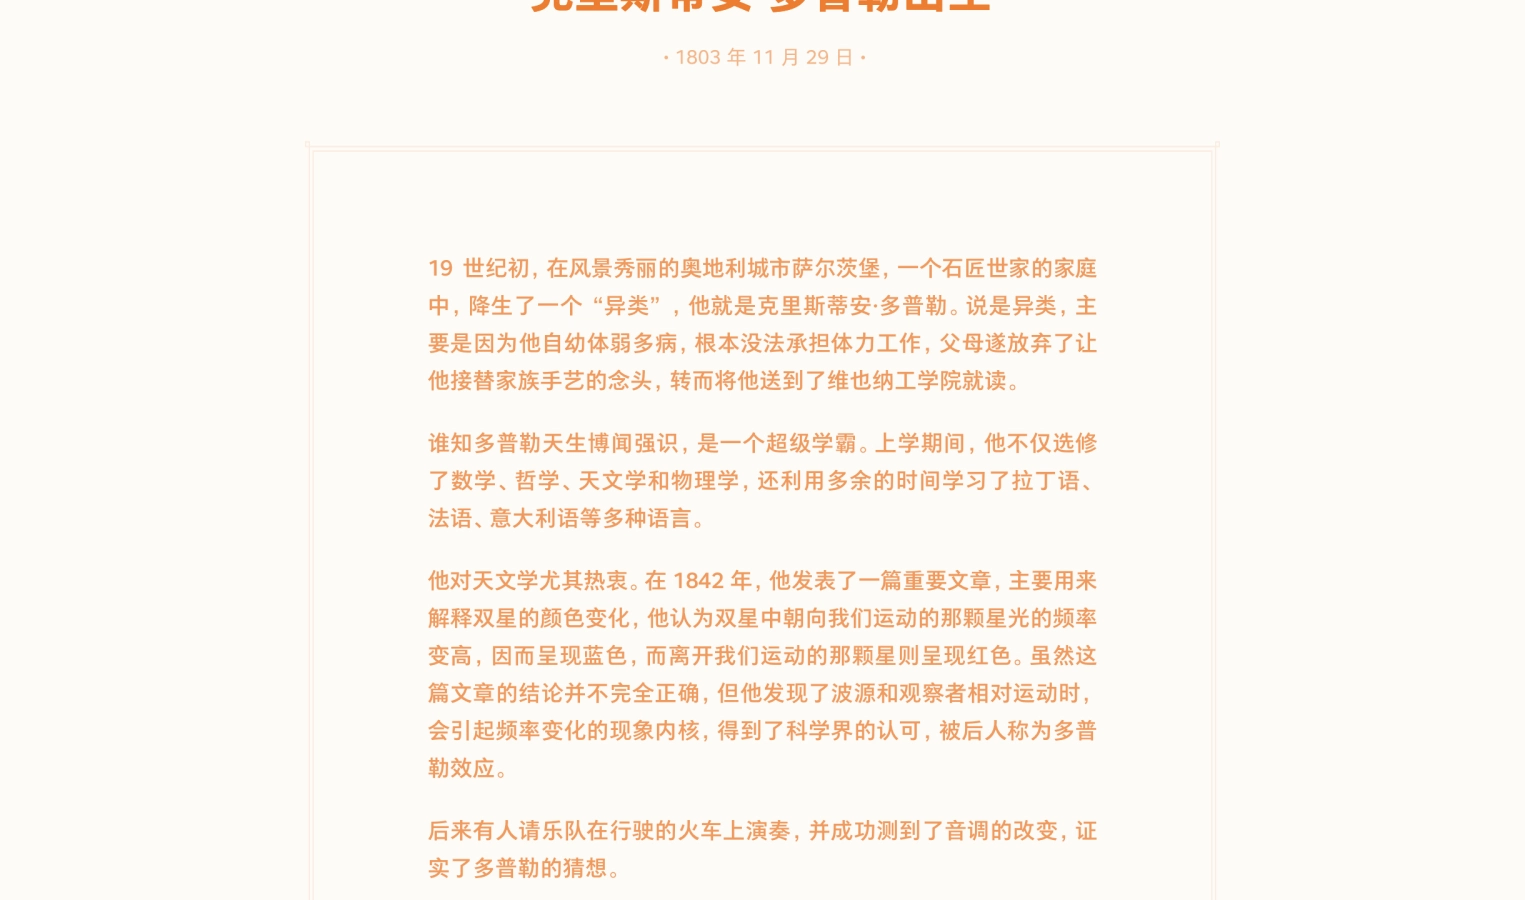 克里斯蒂安·多普勒出生
· 1803 年 11 月 29 日 ·
19 世纪初，在风景秀丽的奥地利城市萨尔茨堡，一个石匠世家的家庭
中，降生了一个“异类”，他就是克里斯蒂安·多普勒。说是异类，主
要是因为他自幼体弱多病，根本没法承担体力工作，父母遂放弃了让
他接替家族手艺的念头，转而将他送到了维也纳工学院就读。
谁知多普勒天生博闻强识，是一个超级学霸。上学期间，他不仅选修
了数学、哲学、天文学和物理学，还利用多余的时间学习了拉丁语、
法语、意大利语等多种语言。
他对天文学尤其热衷。在 1842 年，他发表了一篇重要文章，主要用来
解释双星的颜色变化，他认为双星中朝向我们运动的那颗星光的频率
变高，因而呈现蓝色，而离开我们运动的那颗星则呈现红色。虽然这
篇文章的结论并不完全正确，但他发现了波源和观察者相对运动时，
会引起频率变化的现象内核，得到了科学界的认可，被后人称为多普
勒效应。
后来有人请乐队在行驶的火车上演奏，并成功测到了音调的改变，证
实了多普勒的猜想。